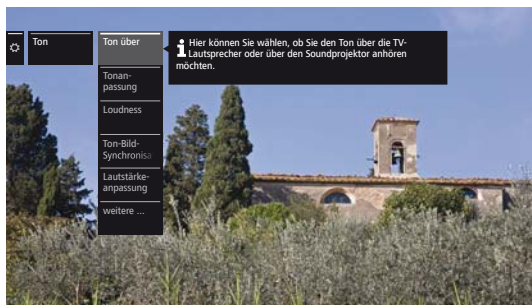 Ton
Ton über
Hier können Sie wählen, ob Sie den Ton über die TV-
Lautsprecher oder über den Soundprojektor anhören
möchten.
Tonan-
passung
Loudness
Ton-Bild-
Synchronisa
Lautstärke-
anpassung
weitere ...